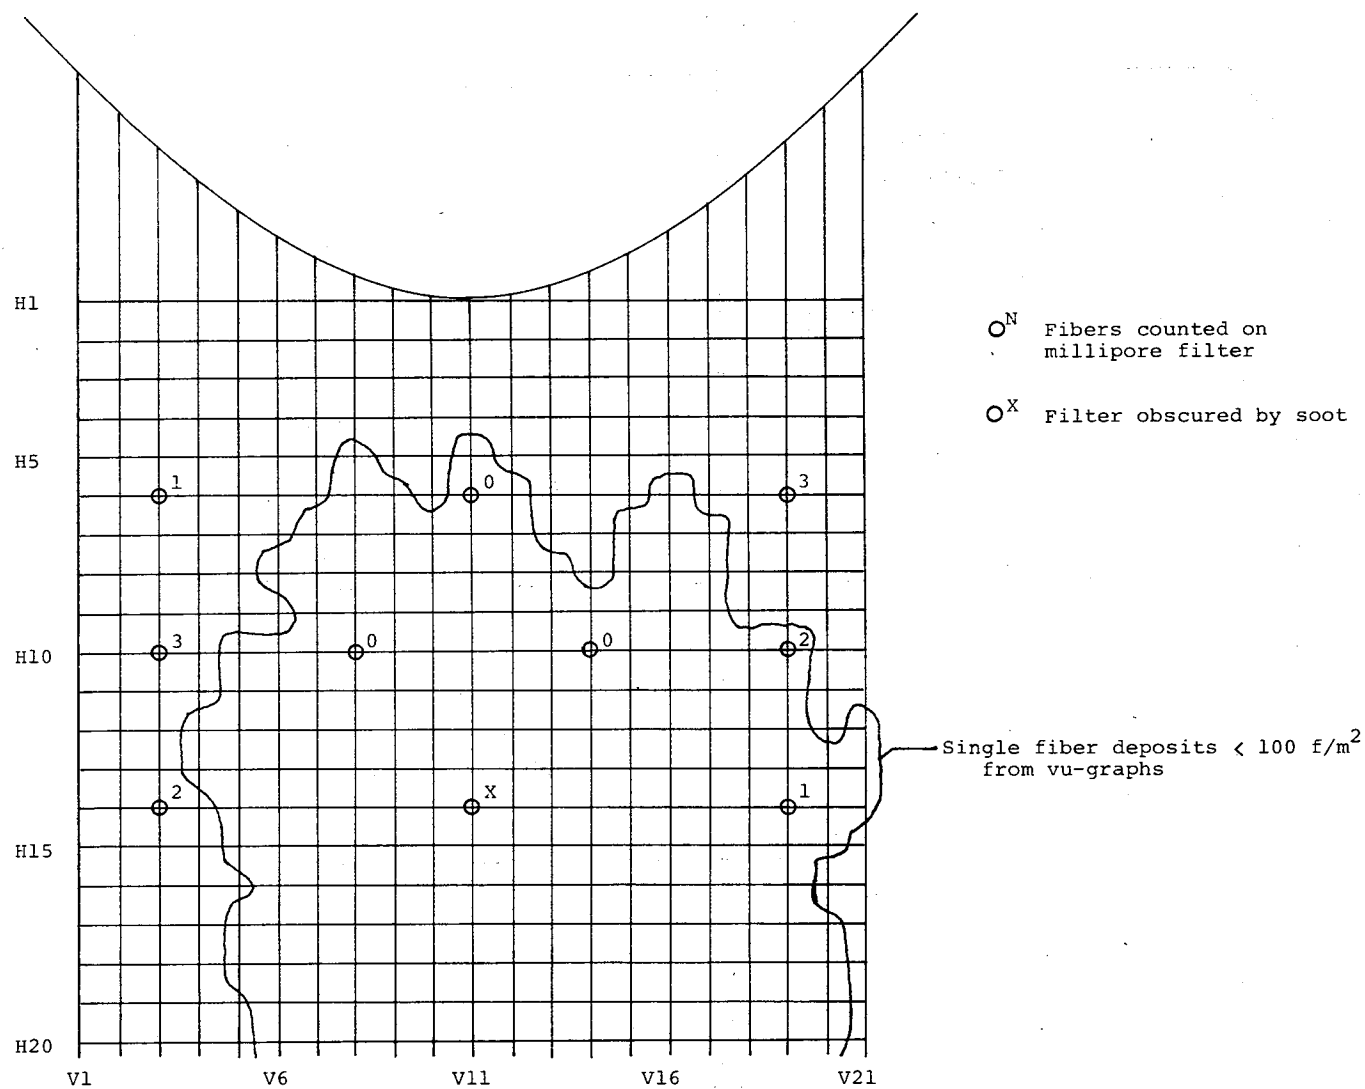 H1
N Fibers counted on
millipore filter
X Filter obscured by soot
H5
1 0 3
H10
3 0 0 2
Single fiber deposits < 100 f/m²
from vu-graphs
2 X 1
H15
H20
V1 V6 V11 V16 V21